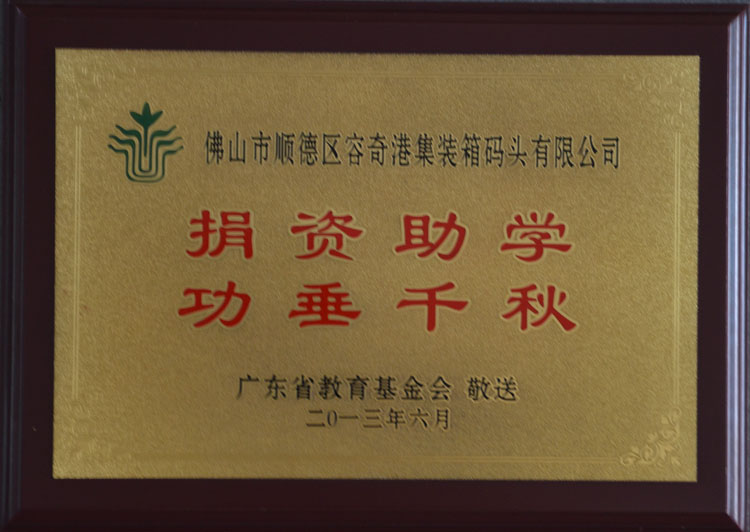 佛山市顺德区容奇港集装箱码头有限公司
捐资助学
功垂千秋
广东省教育基金会 敬送
二0一三年六月